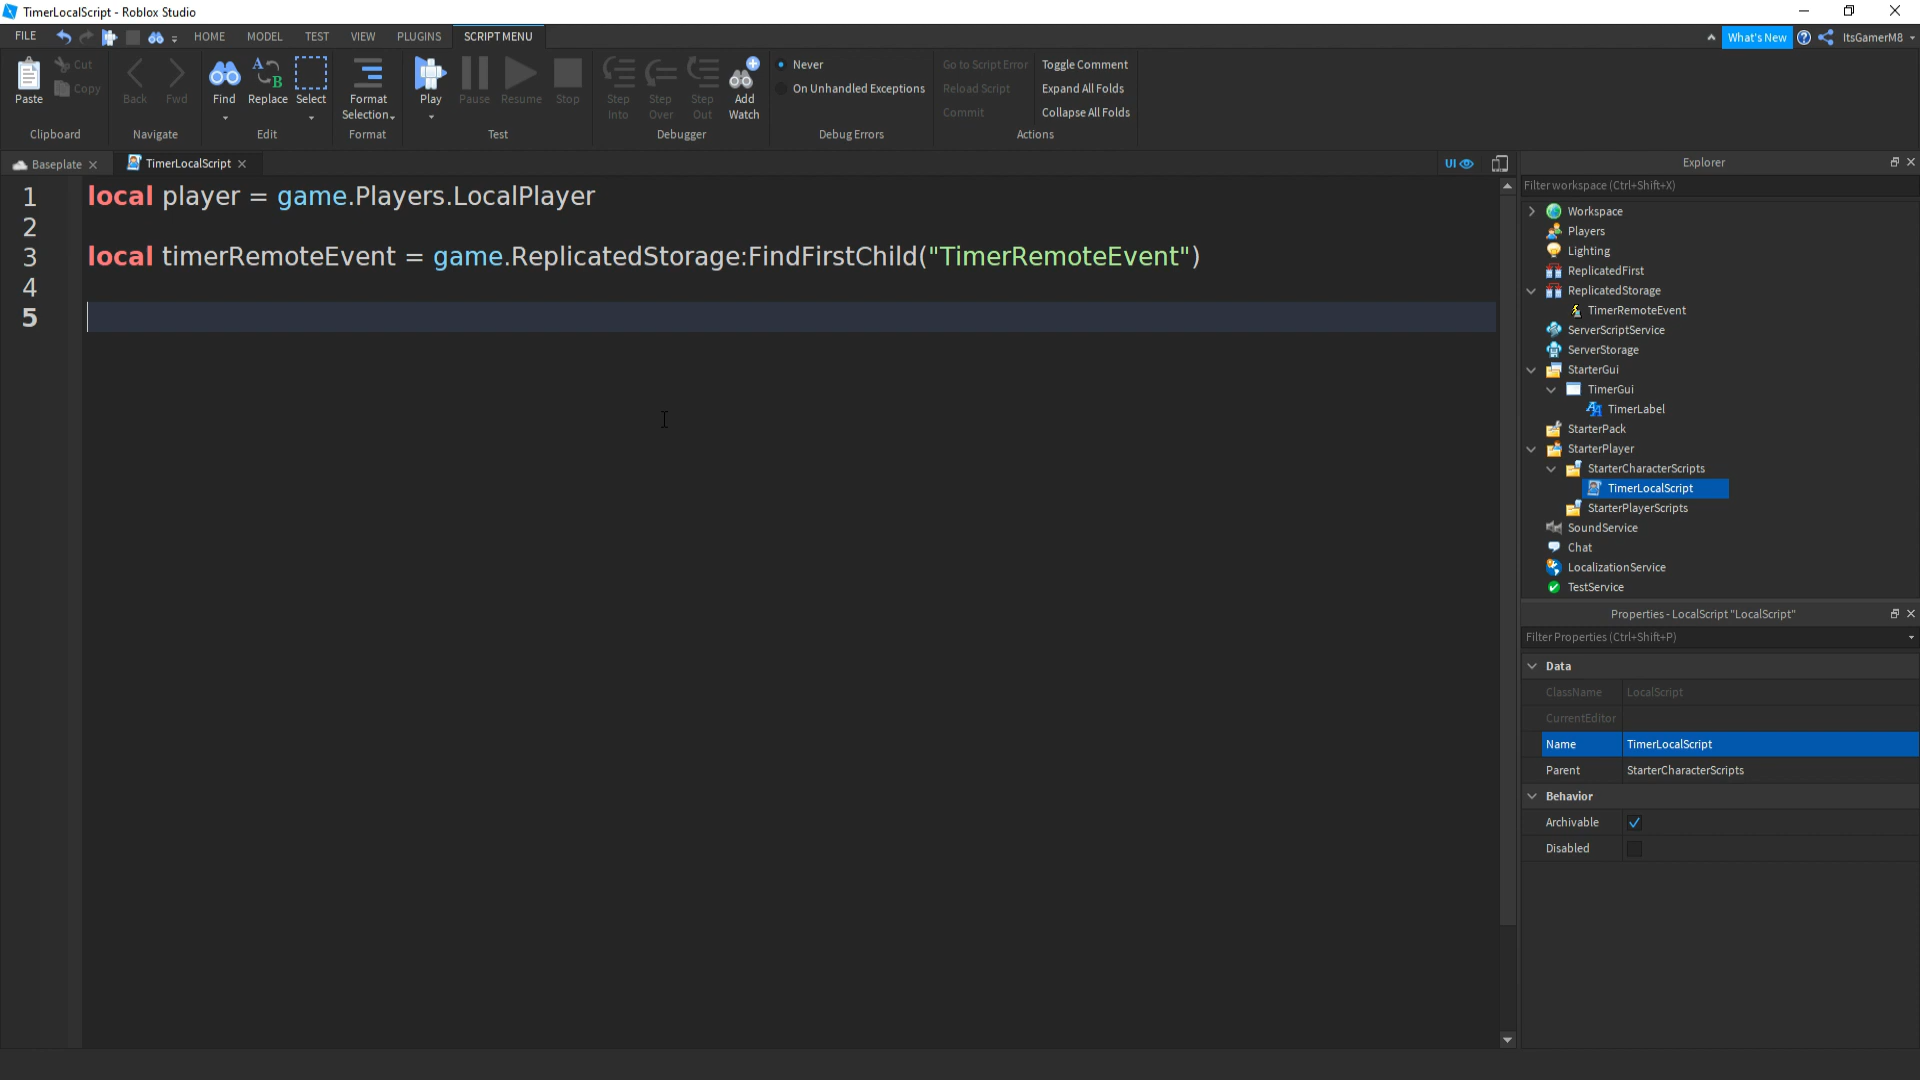 TimerLocalScript - Roblox Studio
FILE HOME MODEL TEST VIEW PLUGINS SCRIPT MENU What's New ItsGamerM8
Paste Cut Copy Back Fwd Find Replace Select Format Selection Play Pause Resume Stop Step Into Step Over Step Out Add Watch
Never
On Unhandled Exceptions
Go to Script Error
Reload Script
Commit
Toggle Comment
Expand All Folds
Collapse All Folds
Clipboard Navigate Edit Format Test Debugger Debug Errors Actions
Baseplate TimerLocalScript UI
1 local player = game.Players.LocalPlayer
2
3 local timerRemoteEvent = game.ReplicatedStorage:FindFirstChild("TimerRemoteEvent")
4
5
Explorer
Filter workspace (Ctrl+Shift+X)
Workspace
Players
Lighting
ReplicatedFirst
ReplicatedStorage
TimerRemoteEvent
ServerScriptService
ServerStorage
StarterGui
TimerGui
TimerLabel
StarterPack
StarterPlayer
StarterCharacterScripts
TimerLocalScript
StarterPlayerScripts
SoundService
Chat
LocalizationService
TestService
Properties - LocalScript "LocalScript"
Filter Properties (Ctrl+Shift+P)
Data
ClassName LocalScript
CurrentEditor
Name TimerLocalScript
Parent StarterCharacterScripts
Behavior
Archivable
Disabled